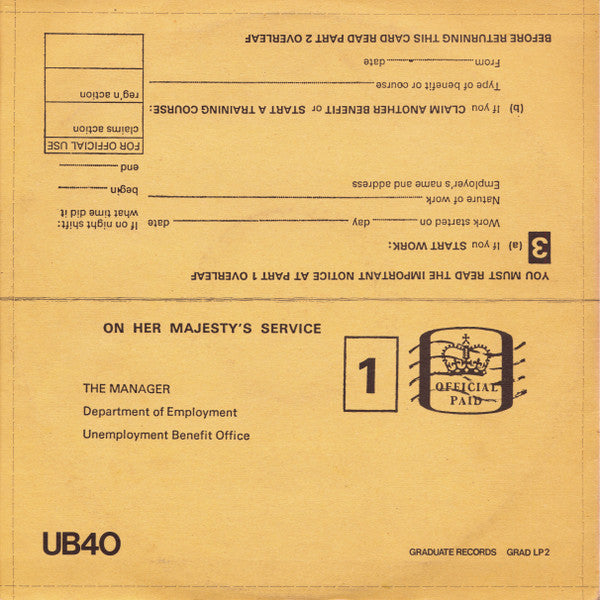 YOU MUST READ THE IMPORTANT NOTICE AT PART 1 OVERLEAF
3 (a) If you START WORK:
Work started on day date
If on night shift:
what time did it
Nature of work
begin
Employer's name and address
end
FOR OFFICIAL USE
claims action
(b) If you CLAIM ANOTHER BENEFIT or START A TRAINING COURSE:
Type of benefit or course
reg'n action
From date
BEFORE RETURNING THIS CARD READ PART 2 OVERLEAF
ON HER MAJESTY'S SERVICE
1
OFFICIAL
PAID
THE MANAGER
Department of Employment
Unemployment Benefit Office
UB40
GRADUATE RECORDS GRAD LP2